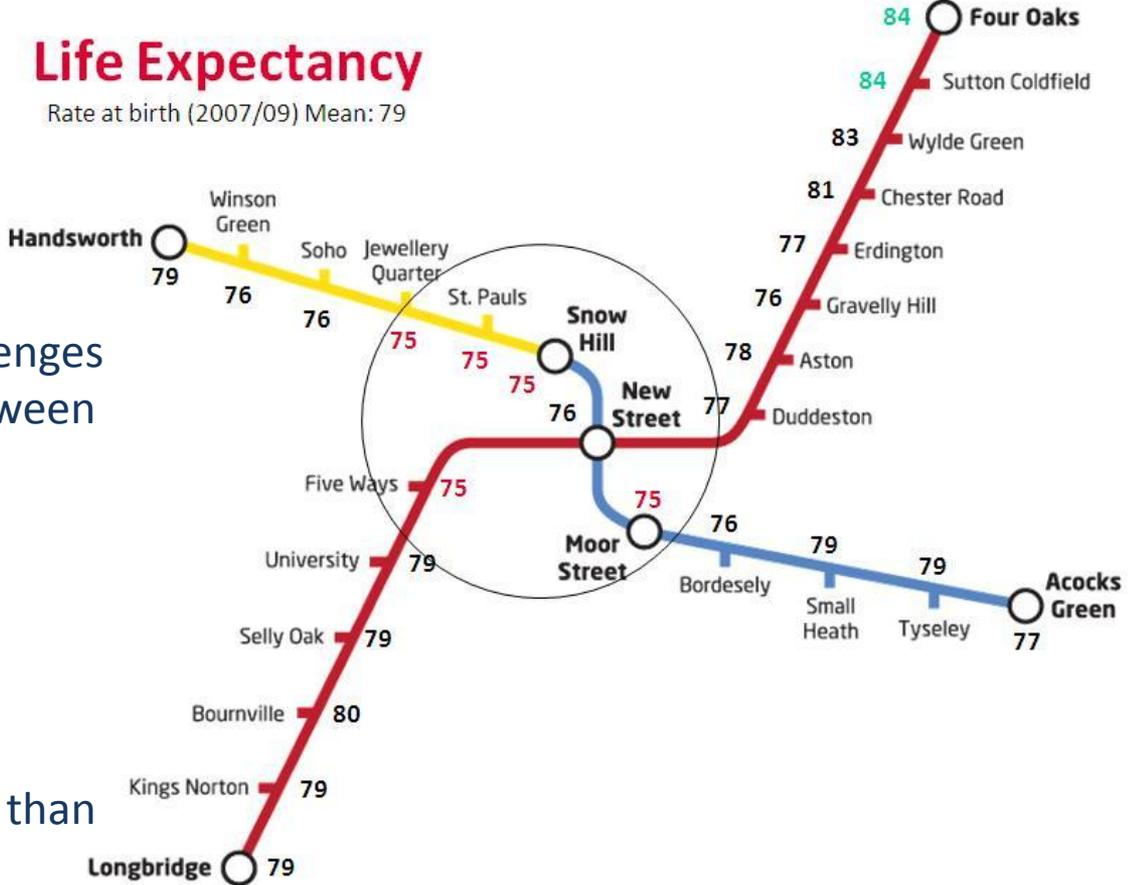 Life Expectancy
Rate at birth (2007/09) Mean: 79
enges
ween
than
84
Four Oaks
84
Sutton Coldfield
83
Wylde Green
81
Chester Road
77
Erdington
76
Gravelly Hill
78
Aston
77
Duddeston
Handsworth
79
Winson
Green
76
Soho
76
Jewellery
Quarter
75
St. Pauls
75
Snow
Hill
75
New
Street
76
Moor
Street
75
Bordesely
76
Small
Heath
79
Tyseley
79
Acocks
Green
77
Five Ways
75
University
79
Selly Oak
79
Bournville
80
Kings Norton
79
Longbridge
79